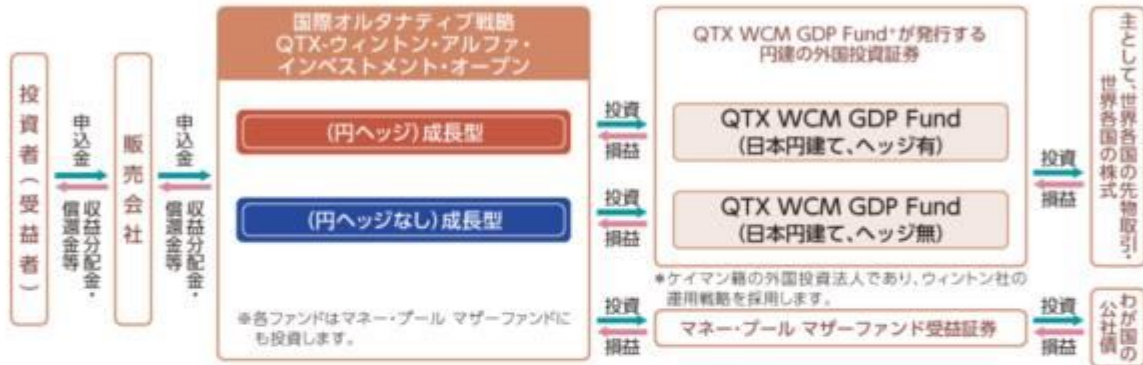 投資者(受益者)
申込金
収益分配金・
償還金等
販売会社
申込金
収益分配金・
償還金等
国際オルタナティブ戦略
QTX-ウィントン・アルファ・
インベストメント・オープン
(円ヘッジ)成長型
(円ヘッジなし)成長型
※各ファンドはマネー・プール マザーファンドに
も投資します。
投資
損益
投資
損益
投資
損益
QTX WCM GDP Fund*が発行する
円建の外国投資証券
QTX WCM GDP Fund
(日本円建て、ヘッジ有)
QTX WCM GDP Fund
(日本円建て、ヘッジ無)
*ケイマン籍の外国投資法人であり、ウィントン社の
運用戦略を採用します。
マネー・プール マザーファンド受益証券
投資
損益
投資
損益
主として、世界各国の先物取引・
世界各国の株式
わが国の
公社債